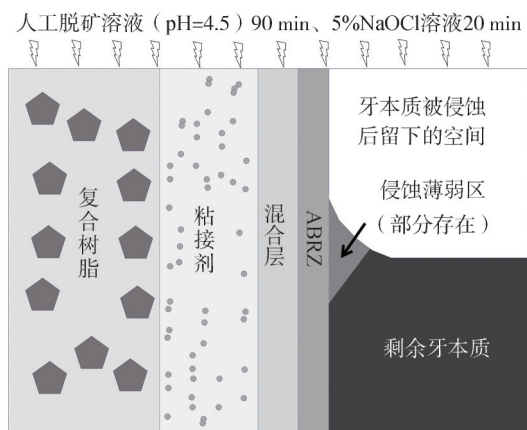 人工脱矿溶液（pH=4.5）90 min、5%NaOCl溶液20 min
复合树脂
粘接剂
混合层
ABRZ
牙本质被侵蚀
后留下的空间
侵蚀薄弱区
（部分存在）
剩余牙本质